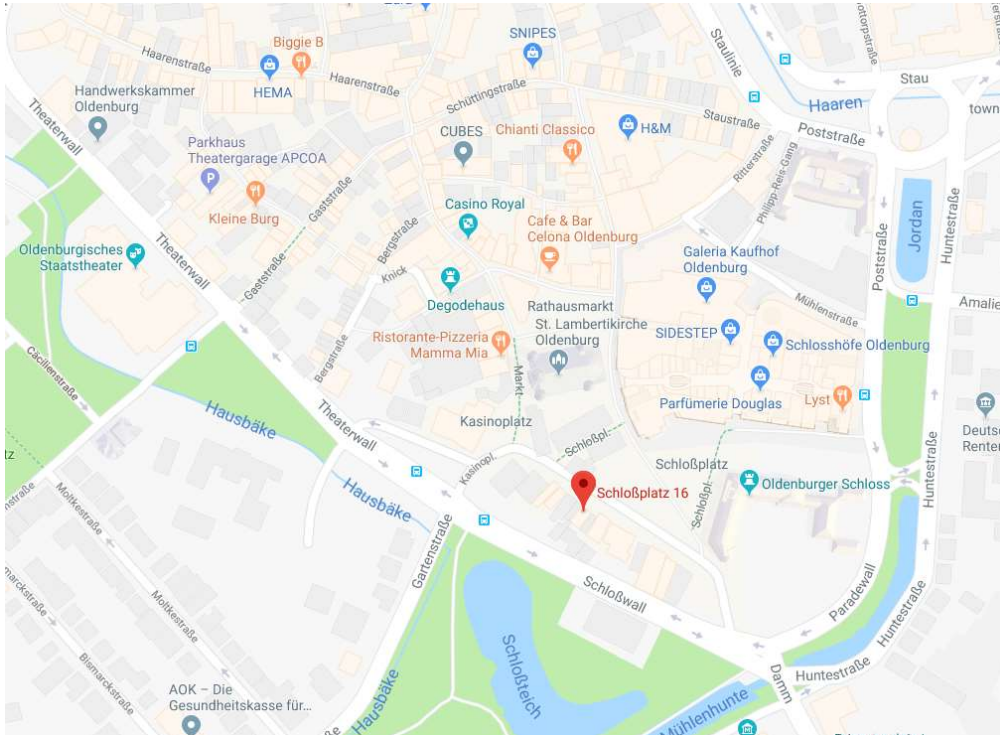 SNIPES
Biggie B
Haarenstraße
HEMA
Haarenstraße
Handwerkskammer
Oldenburg
Theaterwall
Schüttingstraße
CUBES
Chianti Classico
H&M
Staustraße
Staulinie
Stau
Haaren
town
Poststraße
Ritterstraße
Philipp-Reis-Gang
Parkhaus
Theatergarage APCOA
P
Kleine Burg
Gaststraße
Bergstraße
Casino Royal
Cafe & Bar
Celona Oldenburg
Jordan
Huntestraße
Poststraße
Oldenburgisches
Staatstheater
Theaterwall
Gaststraße
Knick
Degodehaus
Rathausmarkt
St. Lambertikirche
Oldenburg
Galeria Kaufhof
Oldenburg
Mühlenstraße
Amalie
SIDESTEP
Schlosshöfe Oldenburg
Ristorante-Pizzeria
Mamma Mia
Bergstraße
Markt
Parfümerie Douglas
Lyst
Cäcilienstraße
Hausbäke
Theaterwall
Kasinoplatz
Schloßpl.
Deuts
Renten
tz
Kasinopl.
Schloßplatz
Schloßplatz 16
Schloßpl.
Oldenburger Schloss
Huntestraße
Hausbäke
Moltkestraße
Gartenstraße
Schloßwall
Paradewall
Huntestraße
smarckstraße
Moltkestraße
Schloßteich
Huntestraße
Damm
Bismarckstraße
AOK – Die
Gesundheitskasse für...
Hausbäke
Mühlenhunte